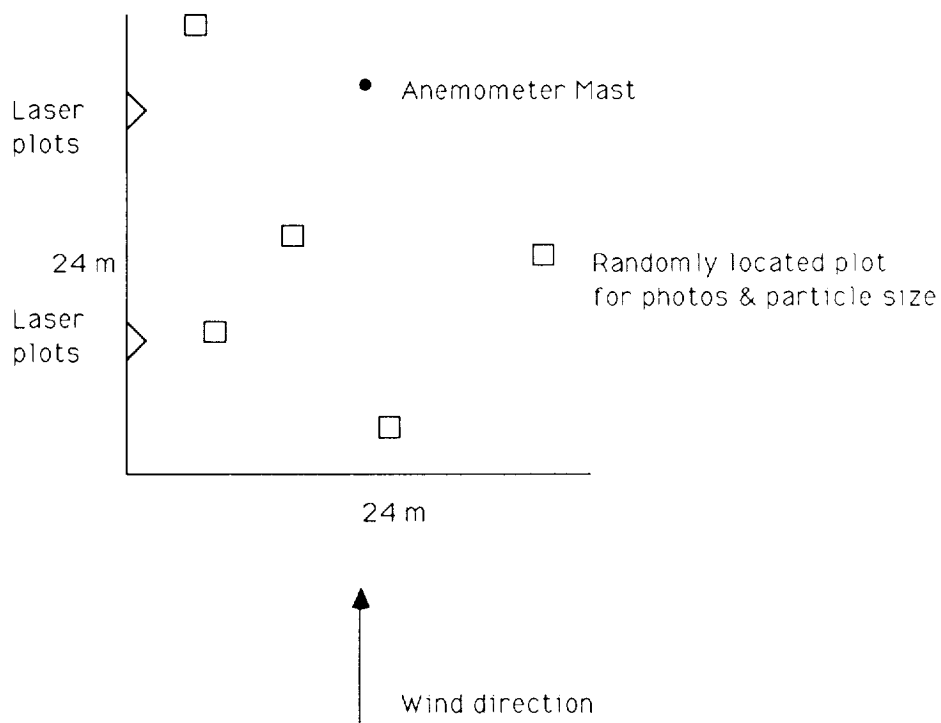 Anemometer Mast
Laser
plots
24 m
Randomly located plot
for photos & particle size
Laser
plots
24 m
Wind direction